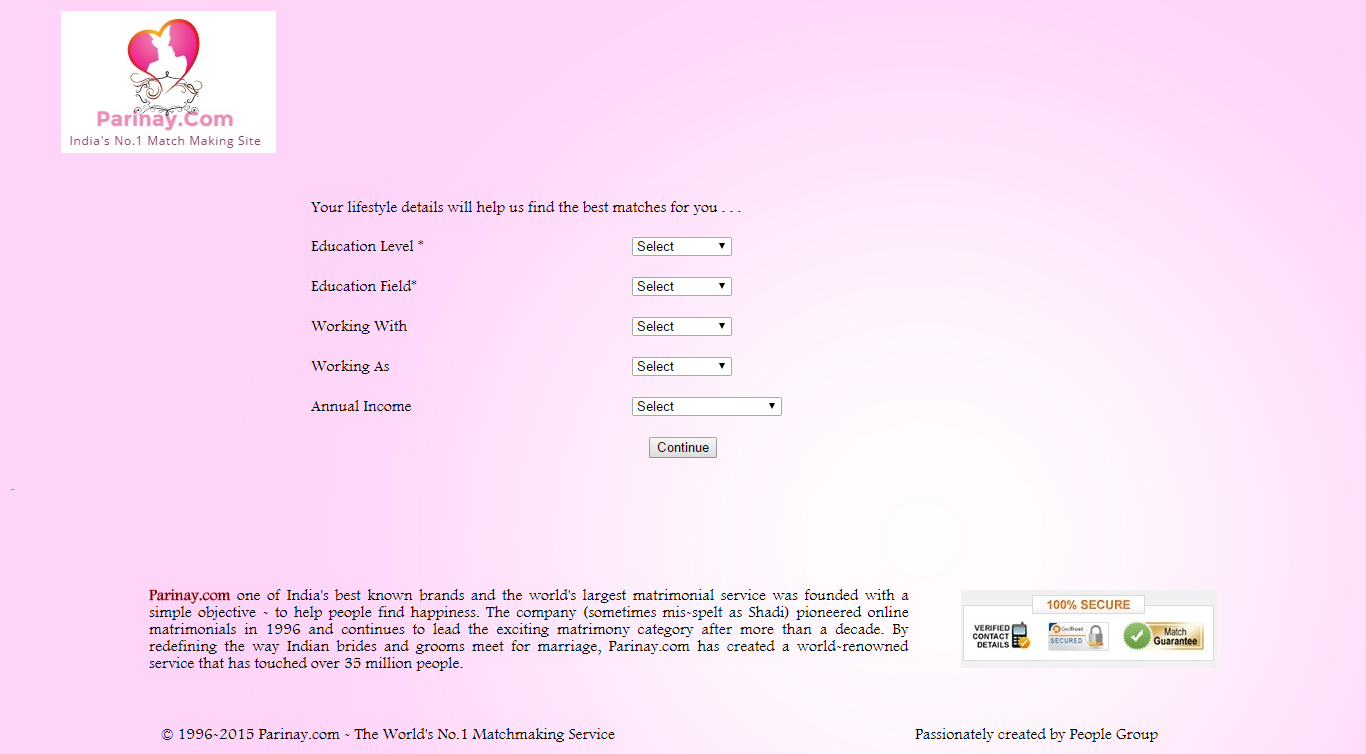 Parinay.Com
India's No.1 Match Making Site
Your lifestyle details will help us find the best matches for you . . .
Education Level * Select
Education Field* Select
Working With Select
Working As Select
Annual Income Select
Continue
Parinay.com one of India's best known brands and the world's largest matrimonial service was founded with a
simple objective ~ to help people find happiness. The company (sometimes mis~spelt as Shadi) pioneered online
matrimonials in 1996 and continues to lead the exciting matrimony category after more than a decade. By
redefining the way Indian brides and grooms meet for marriage, Parinay.com has created a world~renowned
service that has touched over 35 million people.
100% SECURE
VERIFIED
CONTACT
DETAILS
GeoTrust
SECURED
Match
Guarantee
© 1996~2015 Parinay.com ~ The World's No.1 Matchmaking Service
Passionately created by People Group